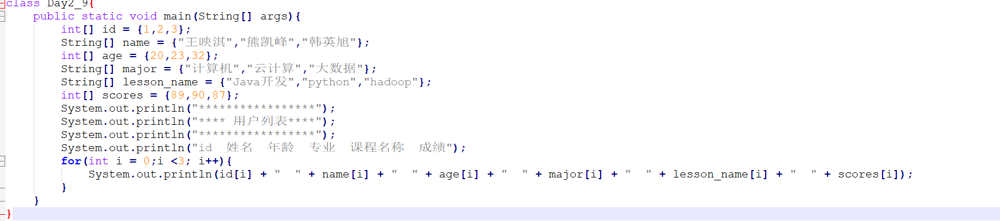 class Day2_9{
    public static void main(String[] args){
        int[] id = {1,2,3};
        String[] name = {"王映淇","熊凯峰","韩英旭"};
        int[] age = {20,23,32};
        String[] major = {"计算机","云计算","大数据"};
        String[] lesson_name = {"Java开发","python","hadoop"};
        int[] scores = {89,90,87};
        System.out.println("*****************");
        System.out.println("**** 用户列表****");
        System.out.println("*****************");
        System.out.println("id  姓名  年龄  专业  课程名称  成绩");
        for(int i = 0;i <3; i++){
            System.out.println(id[i] + "  " + name[i] + "  " + age[i] + "  " + major[i] + "  " + lesson_name[i] + "  " + scores[i]);
        }
    }
}